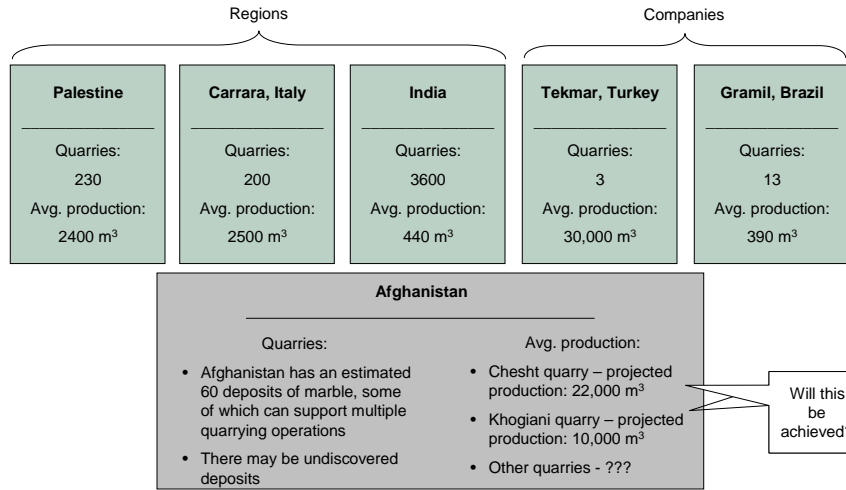 Regions
Companies
Palestine
Quarries:
230
Avg. production:
2400 m³
Carrara, Italy
Quarries:
200
Avg. production:
2500 m³
India
Quarries:
3600
Avg. production:
440 m³
Tekmar, Turkey
Quarries:
3
Avg. production:
30,000 m³
Gramil, Brazil
Quarries:
13
Avg. production:
390 m³
Afghanistan
Quarries:
• Afghanistan has an estimated
60 deposits of marble, some
of which can support multiple
quarrying operations
• There may be undiscovered
deposits
Avg. production:
• Chesht quarry – projected
production: 22,000 m³
• Khogiani quarry – projected
production: 10,000 m³
• Other quarries - ???
Will this
be
achieved?